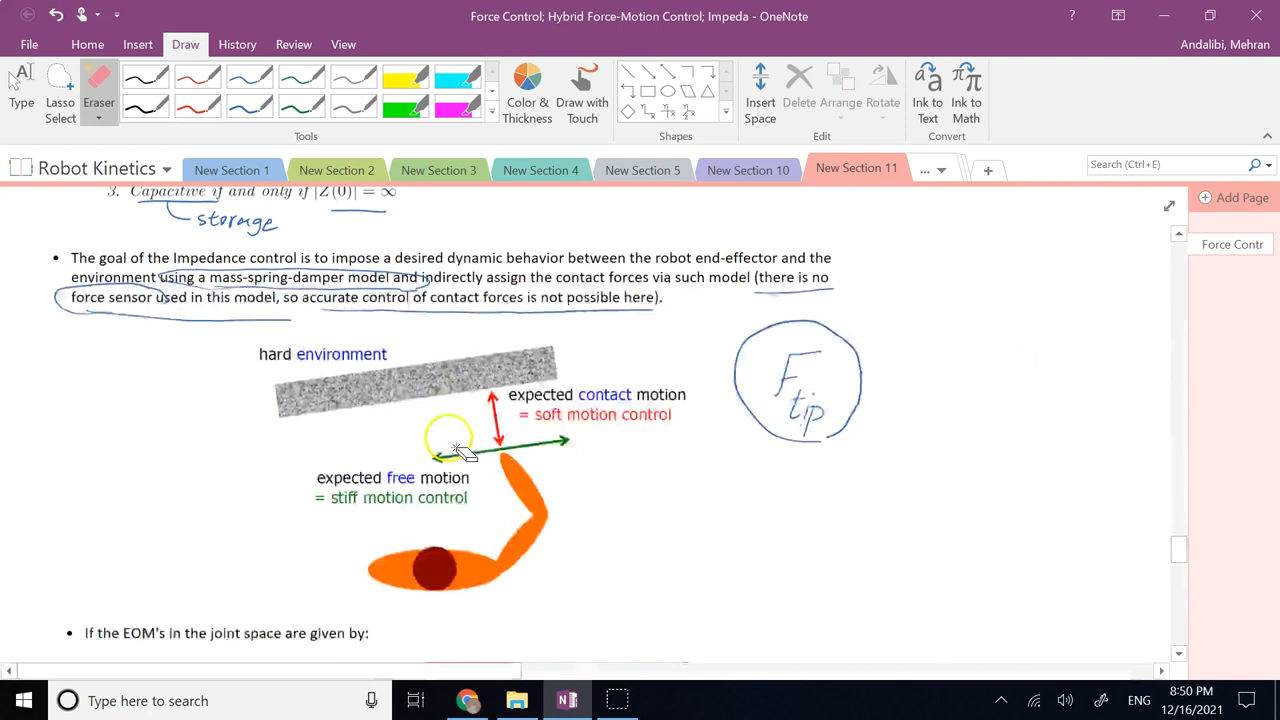 Force Control; Hybrid Force-Motion Control; Impeda - OneNote
File Home Insert Draw History Review View
Andalibi, Mehran
Type
Lasso Select
Eraser
Color & Thickness
Draw with Touch
Insert Space
Delete
Arrange
Rotate
Ink to Text
Ink to Math
Tools
Shapes
Edit
Convert
Robot Kinetics
New Section 1
New Section 2
New Section 3
New Section 4
New Section 5
New Section 10
New Section 11
...
Search (Ctrl+E)
Add Page
Force Contr
3. Capacitive if and only if |Z(0)| = ∞
storage
• The goal of the Impedance control is to impose a desired dynamic behavior between the robot end-effector and the
environment using a mass-spring-damper model and indirectly assign the contact forces via such model (there is no
force sensor used in this model, so accurate control of contact forces is not possible here).
hard environment
expected contact motion
= soft motion control
F tip
expected free motion
= stiff motion control
• If the EOM's in the joint space are given by:
Type here to search
ENG
8:50 PM
12/16/2021